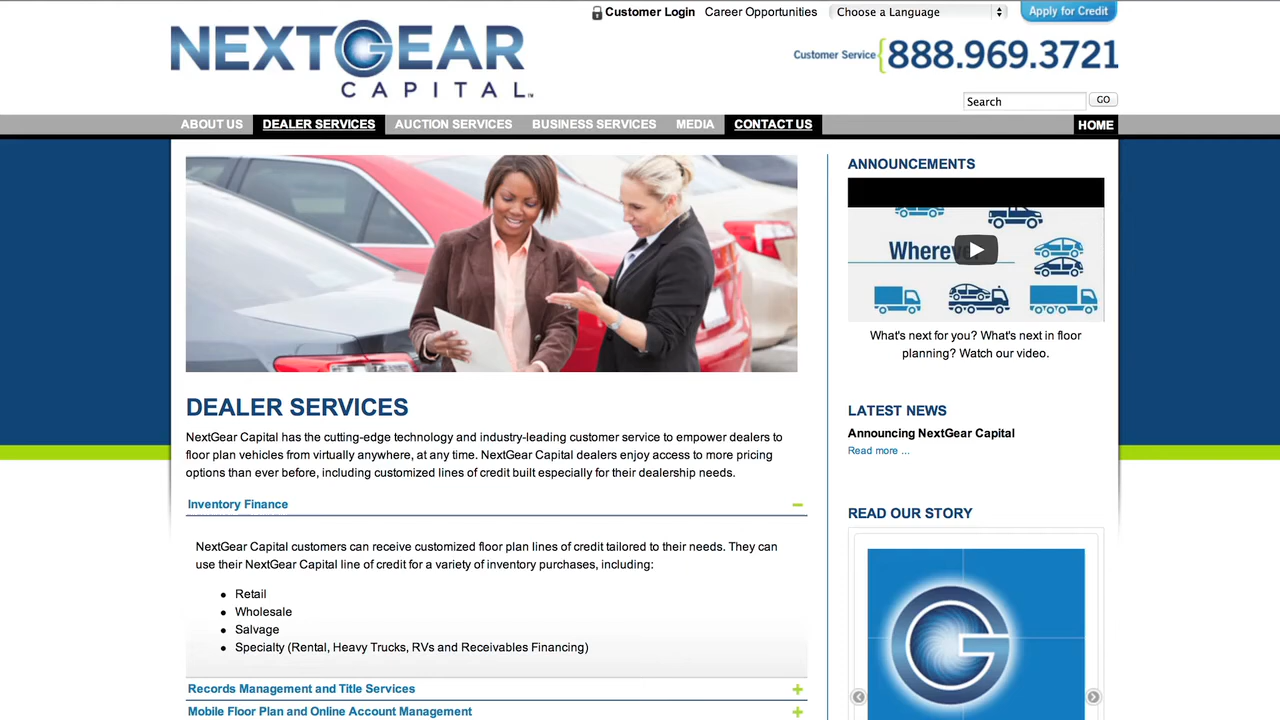 Customer Login
Career Opportunities
Choose a Language
Apply for Credit
NEXTGEAR
CAPITAL™
Customer Service
888.969.3721
Search
GO
ABOUT US
DEALER SERVICES
AUCTION SERVICES
BUSINESS SERVICES
MEDIA
CONTACT US
HOME
DEALER SERVICES
NextGear Capital has the cutting-edge technology and industry-leading customer service to empower dealers to
floor plan vehicles from virtually anywhere, at any time. NextGear Capital dealers enjoy access to more pricing
options than ever before, including customized lines of credit built especially for their dealership needs.
Inventory Finance
NextGear Capital customers can receive customized floor plan lines of credit tailored to their needs. They can
use their NextGear Capital line of credit for a variety of inventory purchases, including:
Retail
Wholesale
Salvage
Specialty (Rental, Heavy Trucks, RVs and Receivables Financing)
Records Management and Title Services
Mobile Floor Plan and Online Account Management
ANNOUNCEMENTS
What's next for you? What's next in floor
planning? Watch our video.
LATEST NEWS
Announcing NextGear Capital
Read more ...
READ OUR STORY
G